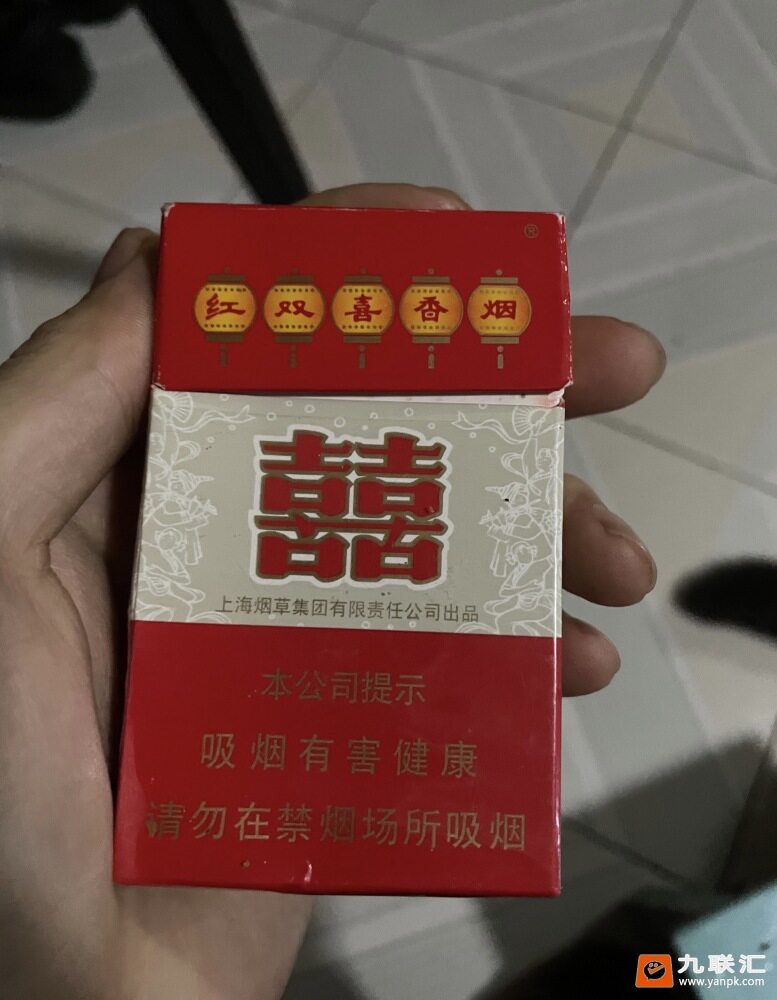 ®
红双喜香烟
囍
上海烟草集团有限责任公司出品
本公司提示
吸烟有害健康
请勿在禁烟场所吸烟
九联汇
www.yanpk.com